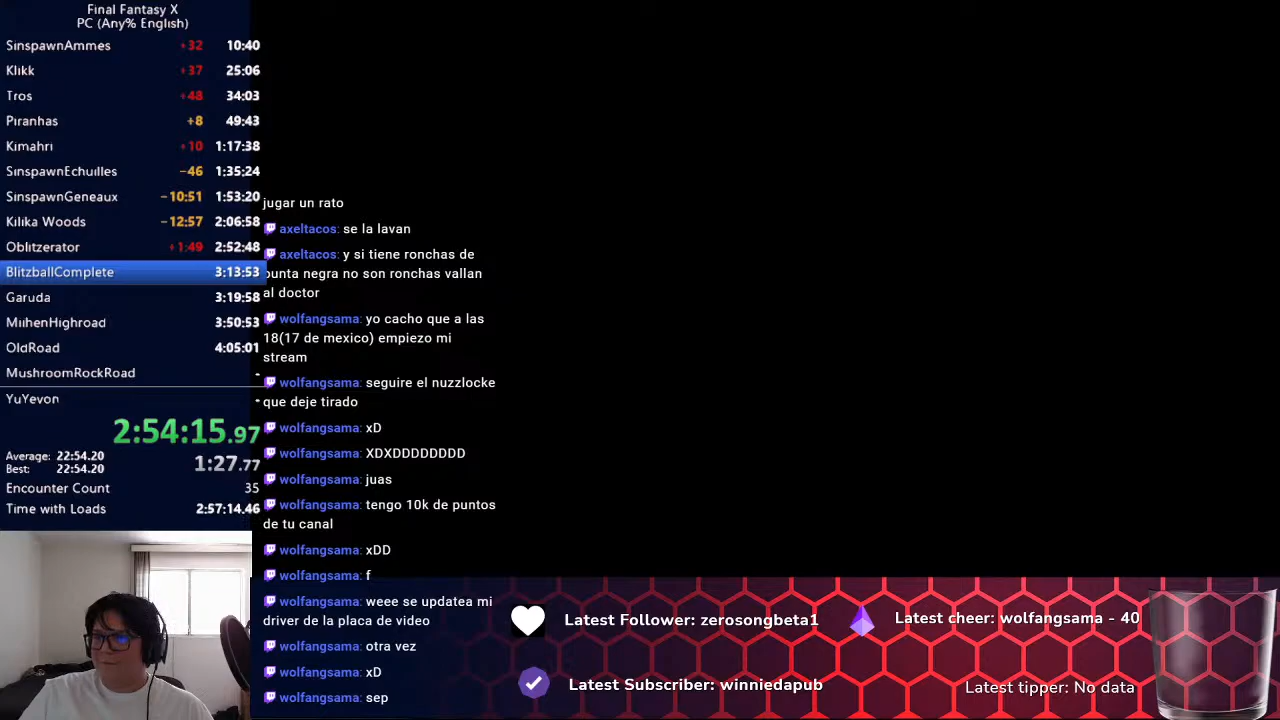 Final Fantasy X
PC (Any% English)
SinspawnAmmes +32 10:40
Klikk +37 25:06
Tros +48 34:03
Piranhas +8 49:43
Kimahri +10 1:17:38
SinspawnEchuilles −46 1:35:24
SinspawnGeneaux −10:51 1:53:20
Kilika Woods −12:57 2:06:58
Oblitzerator +1:49 2:52:48
BlitzballComplete 3:13:53
Garuda 3:19:58
MiihenHighroad 3:50:53
OldRoad 4:05:01
MushroomRockRoad -
YuYevon -
2:54:15.97
Average: 22:54.20
Best: 22:54.20
1:27.77
Encounter Count 35
Time with Loads 2:57:14.46
jugar un rato
axeltacos: se la lavan
axeltacos: y si tiene ronchas de
punta negra no son ronchas vallan
al doctor
wolfangsama: yo cacho que a las
18(17 de mexico) empiezo mi
stream
wolfangsama: seguire el nuzzlocke
que deje tirado
wolfangsama: xD
wolfangsama: XDXDDDDDDDD
wolfangsama: juas
wolfangsama: tengo 10k de puntos
de tu canal
wolfangsama: xDD
wolfangsama: f
wolfangsama: weee se updatea mi
driver de la placa de video
wolfangsama: otra vez
wolfangsama: xD
wolfangsama: sep
Latest Follower: zerosongbeta1
Latest cheer: wolfangsama - 40
Latest Subscriber: winniedapub
Latest tipper: No data